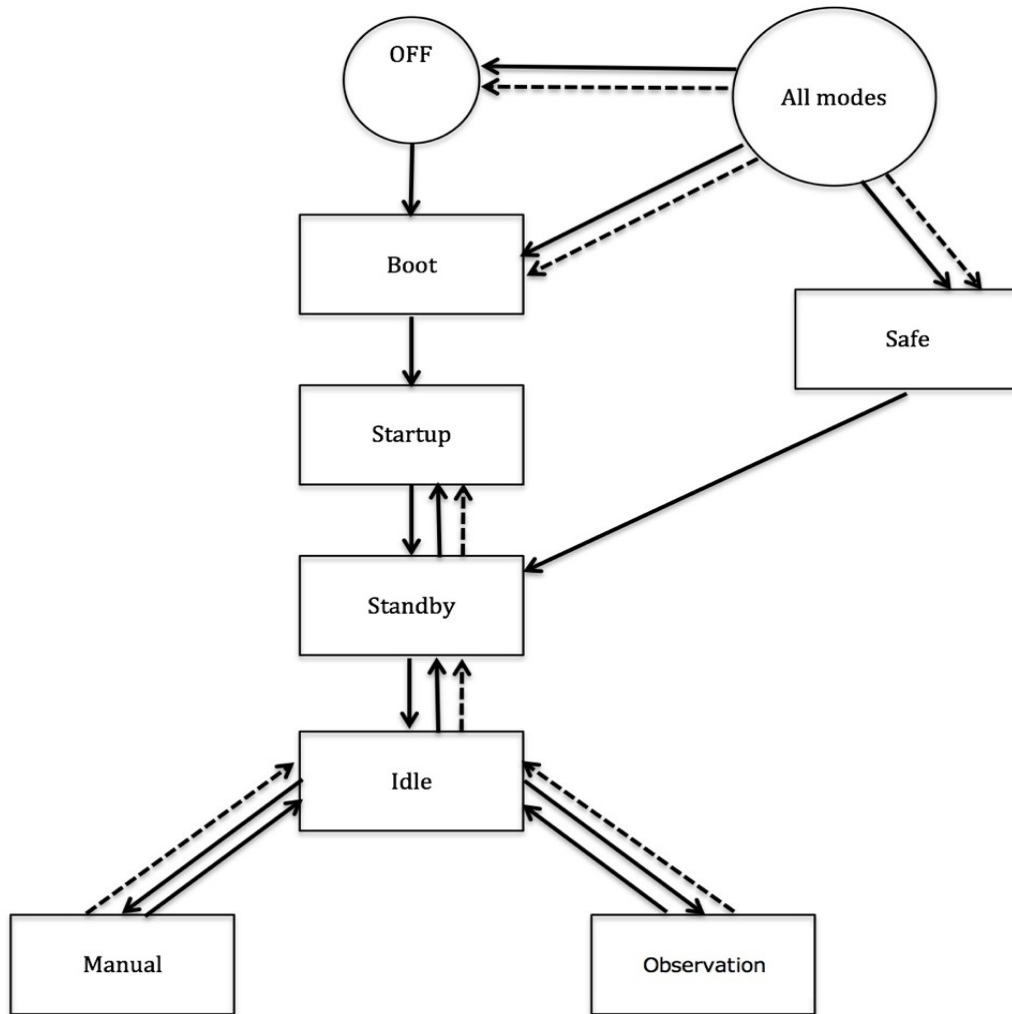 OFF
All modes
Boot
Safe
Startup
Standby
Idle
Manual
Observation